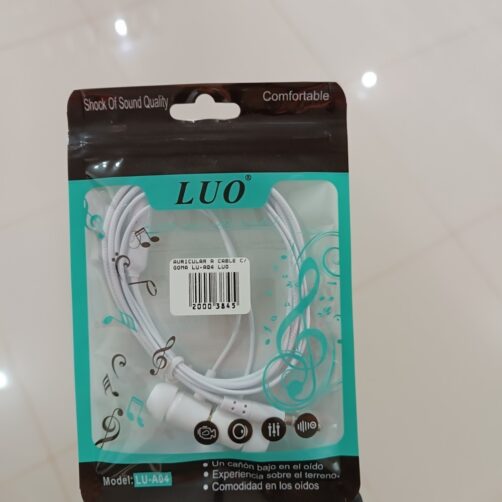 Shock Of Sound Quality
Comfortable
LUO®
AURICULAR A CABLE C/
GOMA LU-A04 LUO
2000 3845
Un cañón bajo en el oído
Experiencia sobre el terreno
Comodidad en los oídos
Model: LU-A04